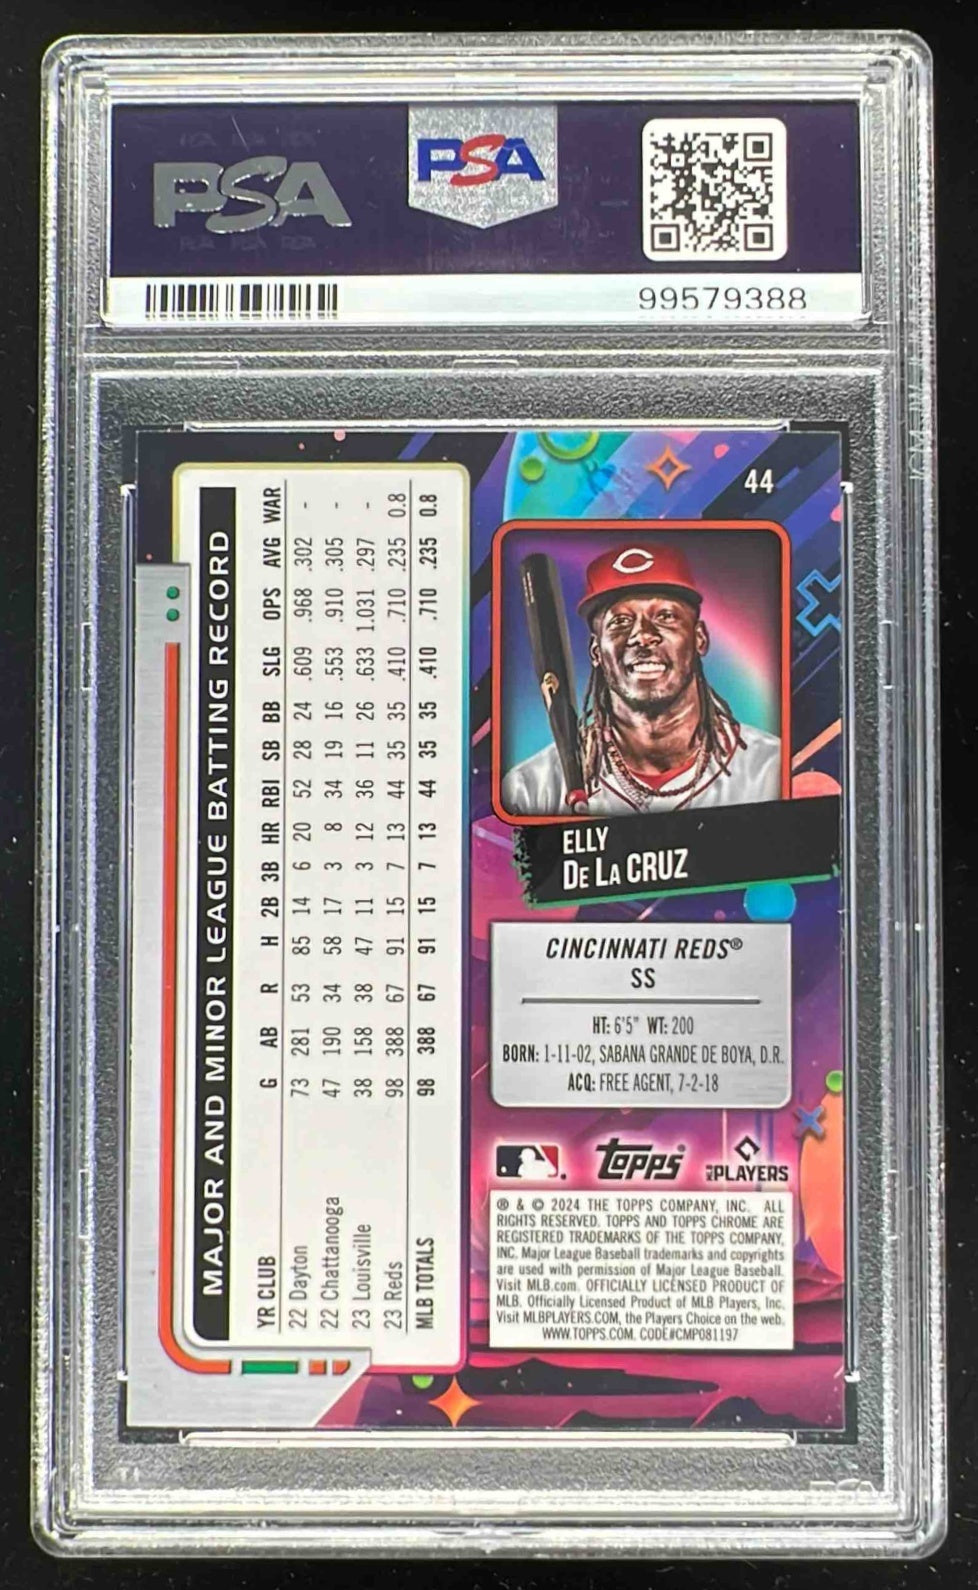 PSA
PSA
99579388
44
MAJOR AND MINOR LEAGUE BATTING RECORD
YR CLUB G AB R H 2B 3B HR RBI SB BB SLG OPS AVG WAR
22 Dayton 73 281 53 85 14 6 20 52 28 24 .609 .968 .302 -
22 Chattanooga 47 190 34 58 17 3 8 34 19 16 .553 .910 .305 -
23 Louisville 38 158 38 47 11 3 12 36 11 26 .633 1.031 .297 -
23 Reds 98 388 67 91 15 7 13 44 35 35 .410 .710 .235 0.8
MLB TOTALS 98 388 67 91 15 7 13 44 35 35 .410 .710 .235 0.8
C
ELLY
DE LA CRUZ
CINCINNATI REDS®
SS
HT: 6'5" WT: 200
BORN: 1-11-02, SABANA GRANDE DE BOYA, D.R.
ACQ: FREE AGENT, 7-2-18
topps
MLB PLAYERS
® & © 2024 THE TOPPS COMPANY, INC. ALL
RIGHTS RESERVED. TOPPS AND TOPPS CHROME ARE
REGISTERED TRADEMARKS OF THE TOPPS COMPANY,
INC. Major League Baseball trademarks and copyrights
are used with permission of Major League Baseball.
Visit MLB.com. OFFICIALLY LICENSED PRODUCT OF
MLB. Officially Licensed Product of MLB Players, Inc.
Visit MLBPLAYERS.COM, the Players Choice on the web.
WWW.TOPPS.COM. CODE#CMP081197